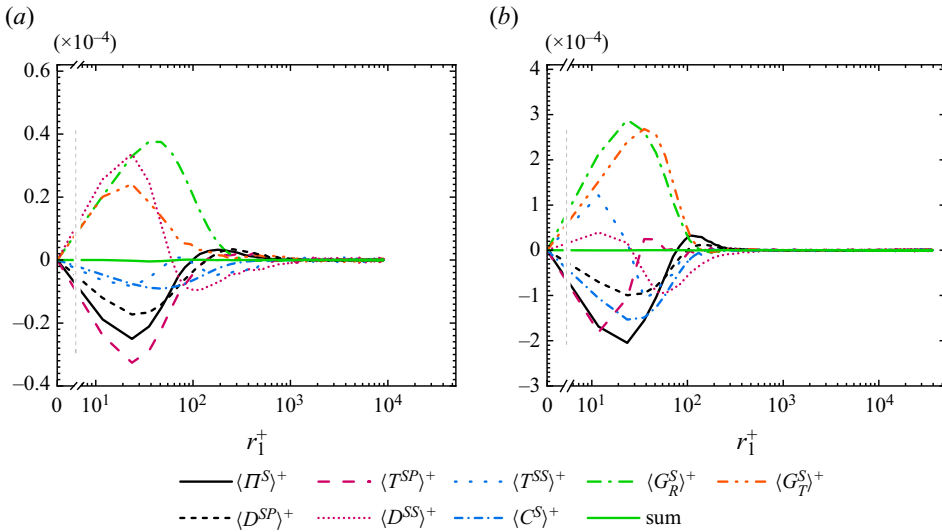 (a) (b)
(×10⁻⁴) (×10⁻⁴)
0.6 4
0.4 3
0.2 2
0 1
−0.2 0
−0.4 −1
−2
−3
0 10¹ 10² 10³ 10⁴ 0 10¹ 10² 10³ 10⁴
r₁⁺ r₁⁺
⟨Π^S⟩⁺ ⟨T^SP⟩⁺ ⟨T^SS⟩⁺ ⟨G_R^S⟩⁺ ⟨G_T^S⟩⁺
⟨D^SP⟩⁺ ⟨D^SS⟩⁺ ⟨C^S⟩⁺ sum